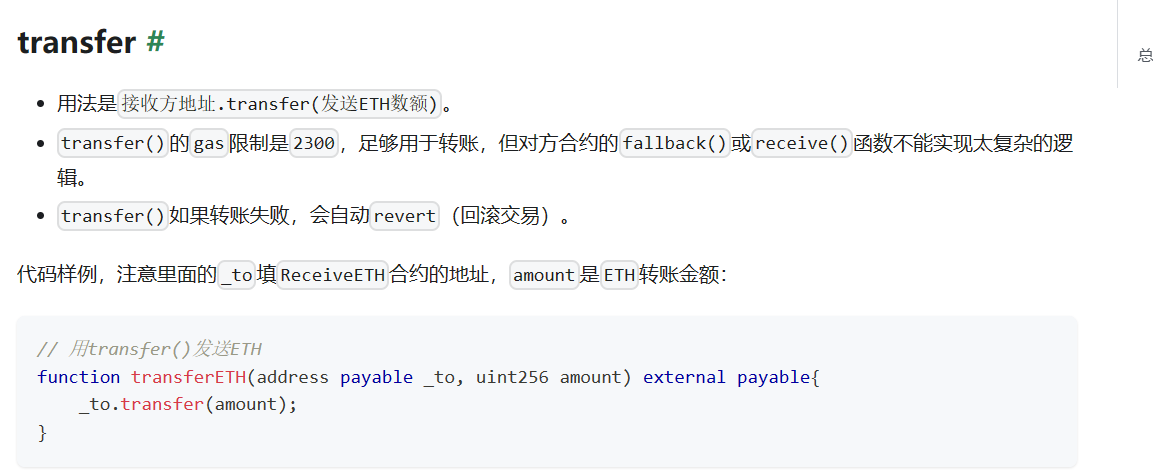 transfer #
总
• 用法是接收方地址.transfer(发送ETH数额)。
• transfer()的gas限制是2300，足够用于转账，但对方合约的fallback()或receive()函数不能实现太复杂的逻
辑。
• transfer()如果转账失败，会自动revert（回滚交易）。
代码样例，注意里面的_to填ReceiveETH合约的地址，amount是ETH转账金额：
// 用transfer()发送ETH
function transferETH(address payable _to, uint256 amount) external payable{
    _to.transfer(amount);
}